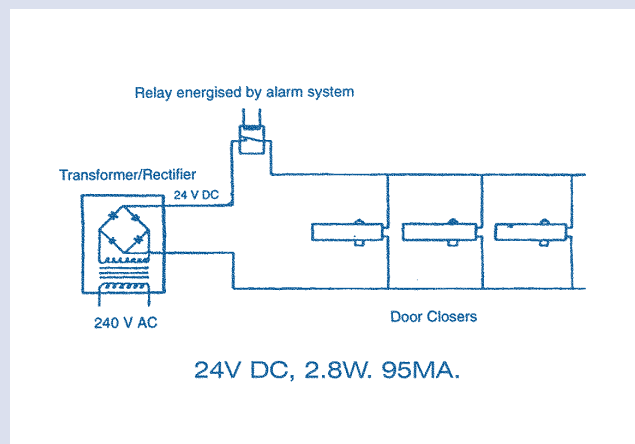 Relay energised by alarm system
Transformer/Rectifier
24 V DC
240 V AC
Door Closers
24V DC, 2.8W. 95MA.